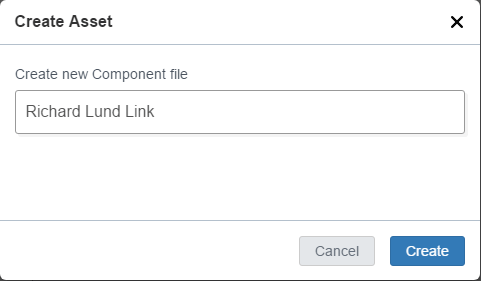 Create Asset
Create new Component file
Richard Lund Link
Cancel
Create